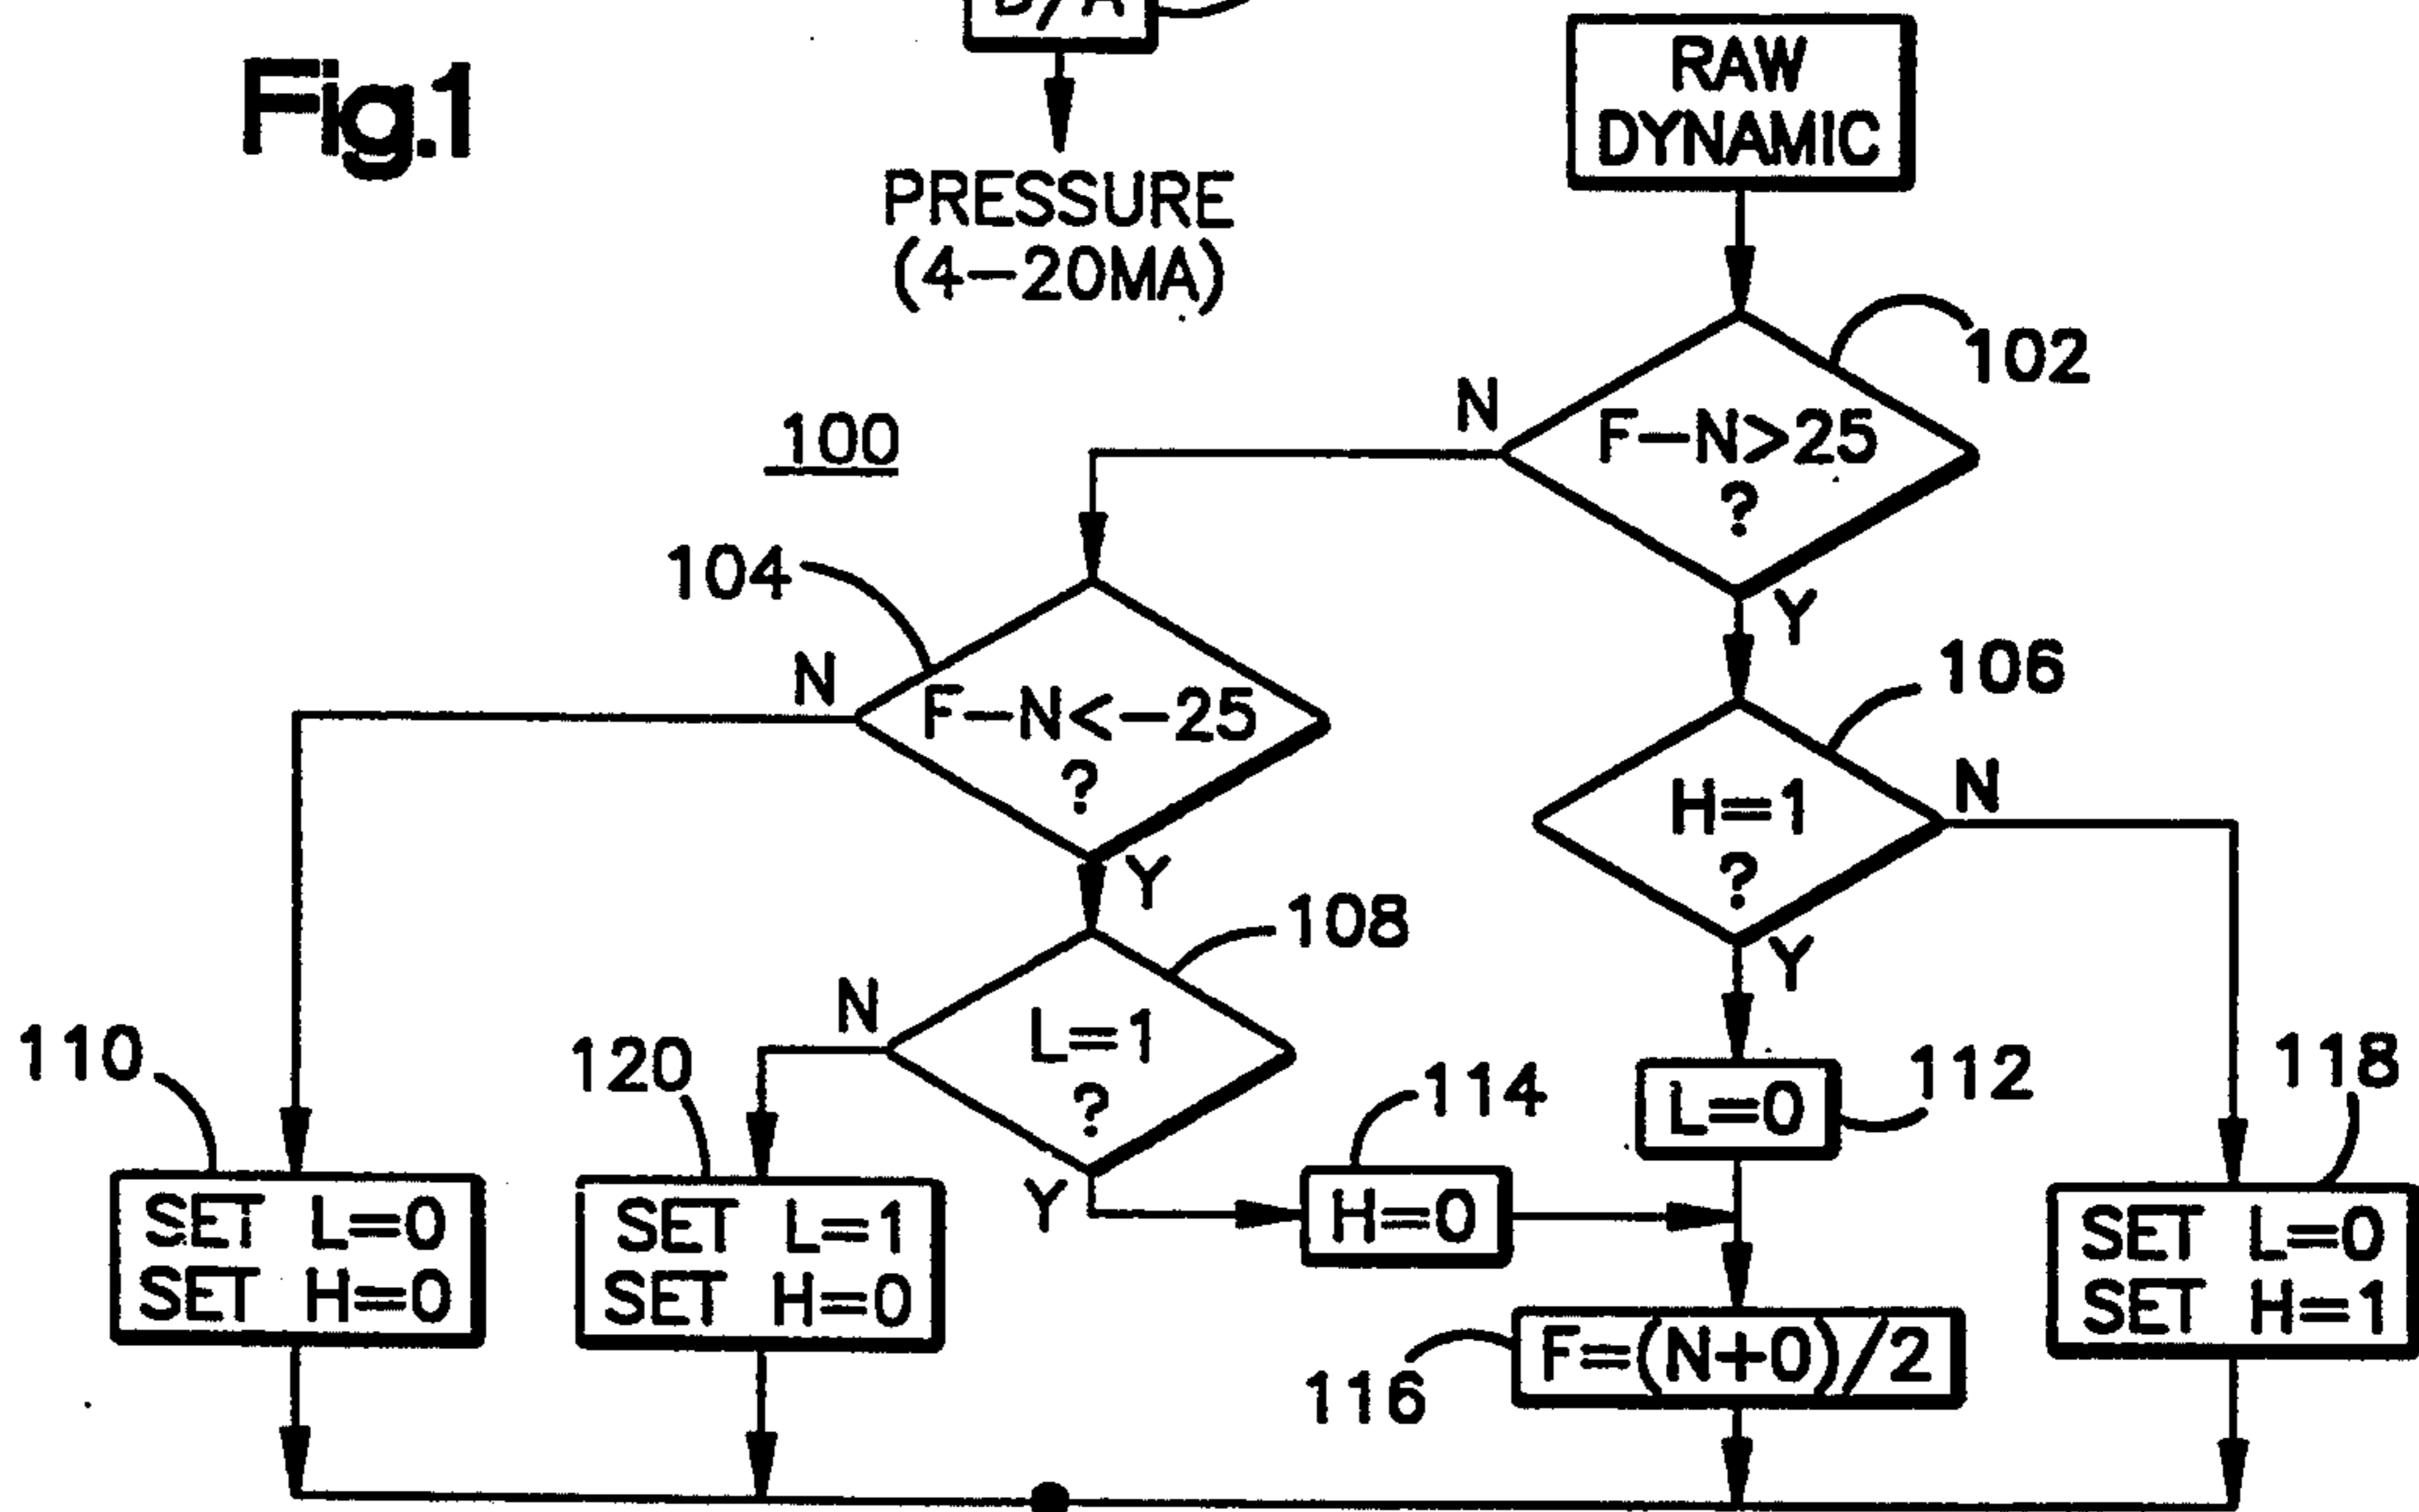 D/A
Fig.1
PRESSURE
(4-20MA)
RAW
DYNAMIC
102
N
F-N>25
?
Y
100
104
N
F-N<-25
?
Y
106
H=1
?
N
Y
108
N
L=1
?
Y
110
120
114
112
118
L=0
H=0
SET L=0
SET H=0
SET L=1
SET H=0
SET L=0
SET H=1
116
F=(N+O)/2